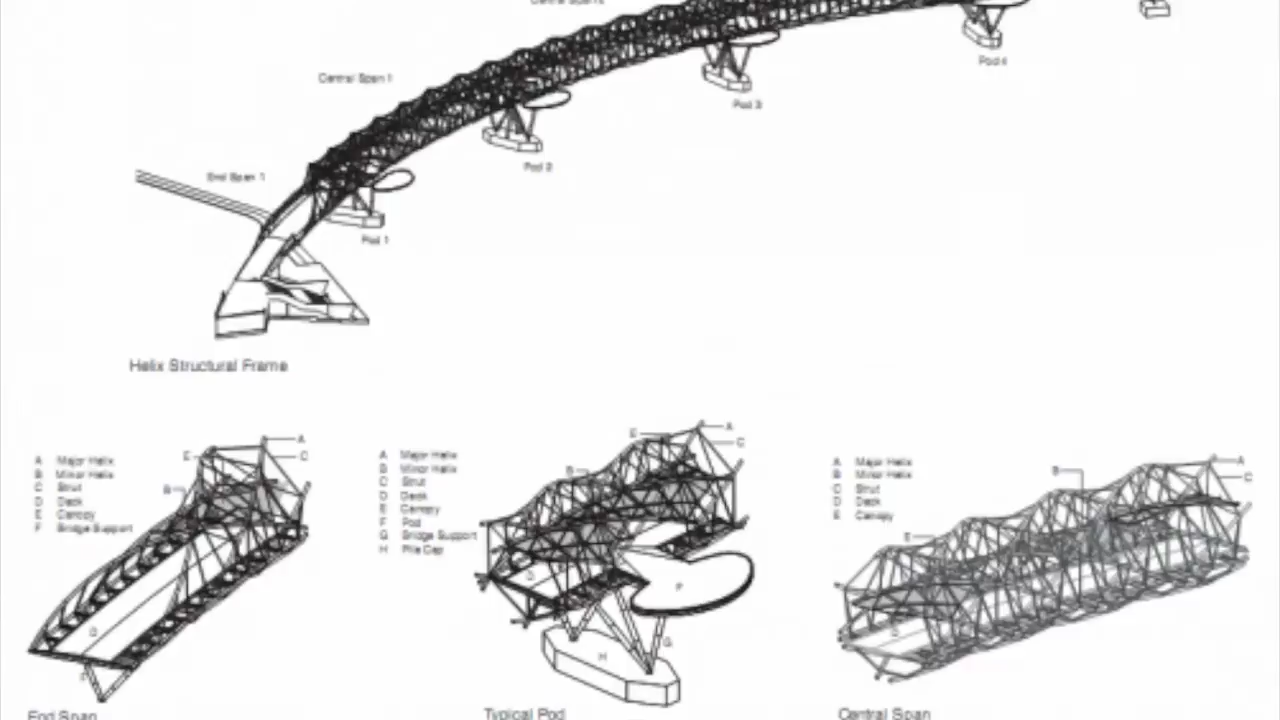 Central Span 1
Pod 4
Pod 3
Pod 2
End Span 1
Pod 1
Helix Structural Frame
A Major Helix
B Minor Helix
C Strut
D Deck
E Canopy
F Bridge Support
A
E
C
B
D
End Span
A Major Helix
B Minor Helix
C Strut
D Deck
E Canopy
F Pod
G Bridge Support
H Pile Cap
A
E
C
B
D
F
G
H
Typical Pod
A Major Helix
B Minor Helix
C Strut
D Deck
E Canopy
A
B
C
E
D
Central Span